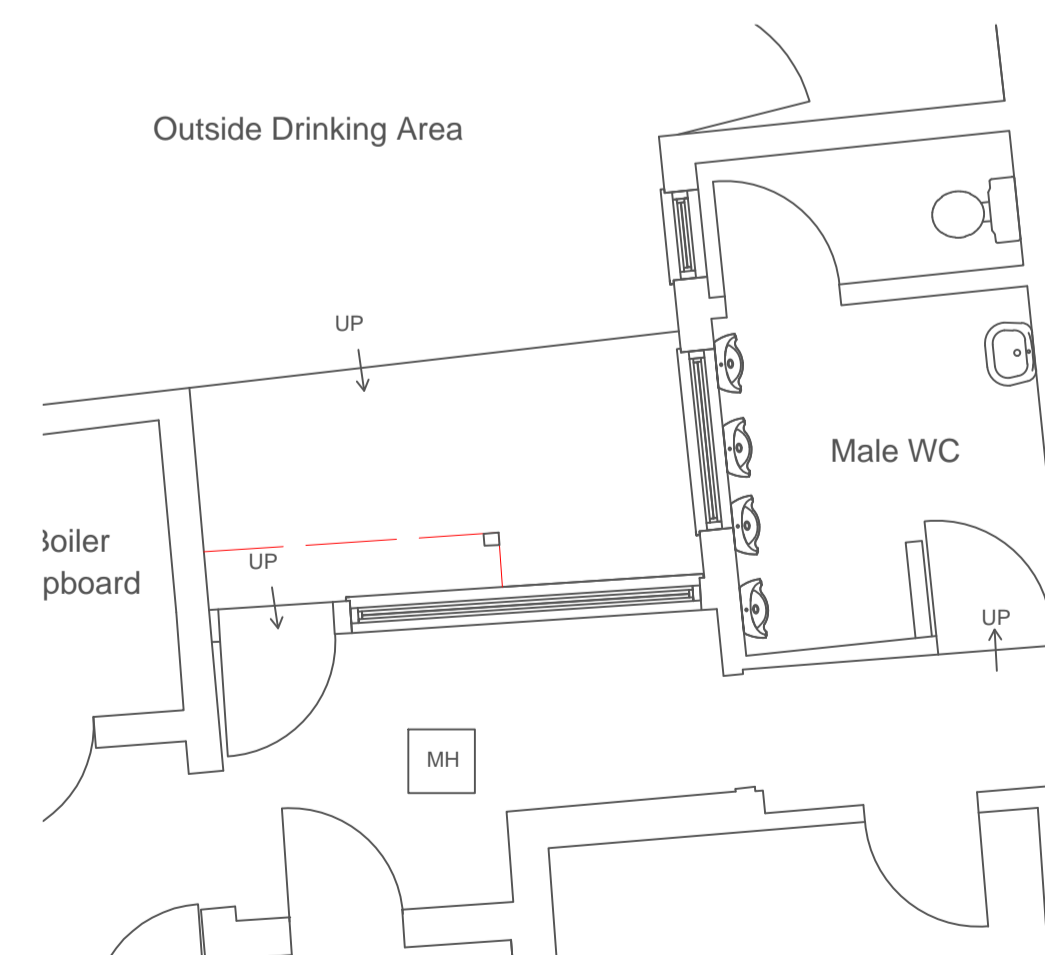 Outside Drinking Area
UP
Male WC
Boiler
pboard
UP
UP
MH